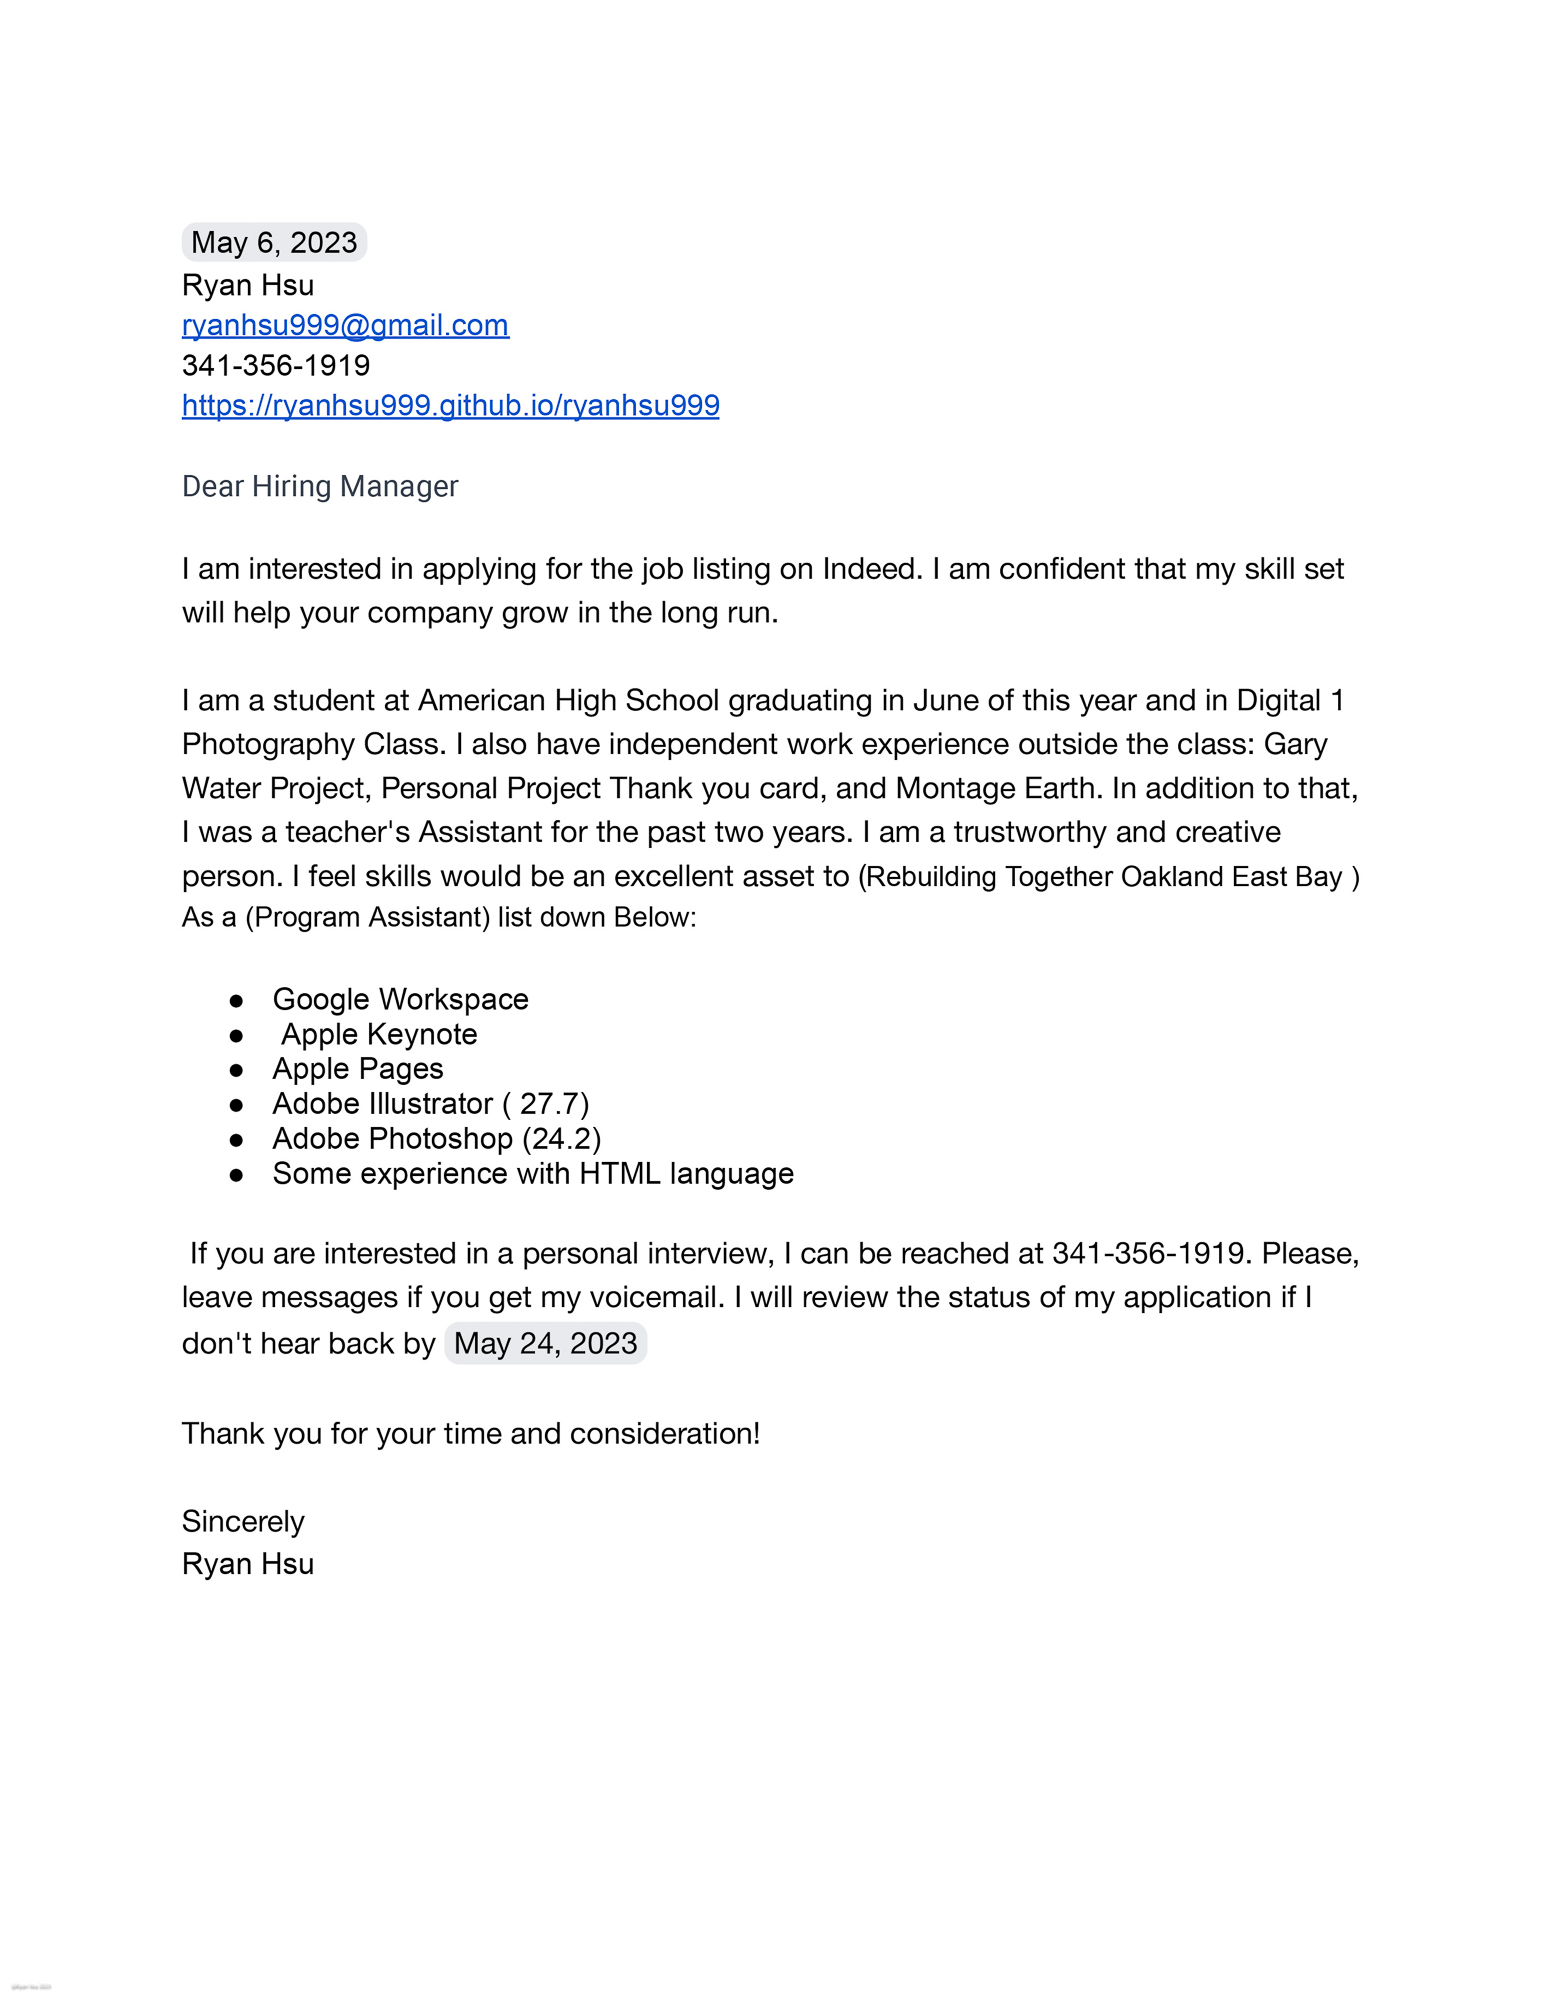 May 6, 2023
Ryan Hsu
ryanhsu999@gmail.com
341-356-1919
https://ryanhsu999.github.io/ryanhsu999
Dear Hiring Manager
I am interested in applying for the job listing on Indeed. I am confident that my skill set
will help your company grow in the long run.
I am a student at American High School graduating in June of this year and in Digital 1
Photography Class. I also have independent work experience outside the class: Gary
Water Project, Personal Project Thank you card, and Montage Earth. In addition to that,
I was a teacher's Assistant for the past two years. I am a trustworthy and creative
person. I feel skills would be an excellent asset to (Rebuilding Together Oakland East Bay )
As a (Program Assistant) list down Below:
● Google Workspace
● Apple Keynote
● Apple Pages
● Adobe Illustrator ( 27.7)
● Adobe Photoshop (24.2)
● Some experience with HTML language
If you are interested in a personal interview, I can be reached at 341-356-1919. Please,
leave messages if you get my voicemail. I will review the status of my application if I
don't hear back by May 24, 2023
Thank you for your time and consideration!
Sincerely
Ryan Hsu